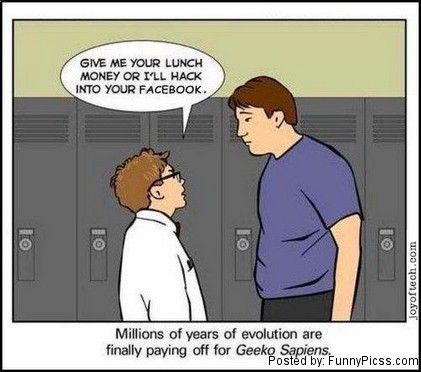 GIVE ME YOUR LUNCH
MONEY OR I'LL HACK
INTO YOUR FACEBOOK.
joyoftech.com
Millions of years of evolution are
finally paying off for Geeko Sapiens.
Posted by: FunnyPicss.com